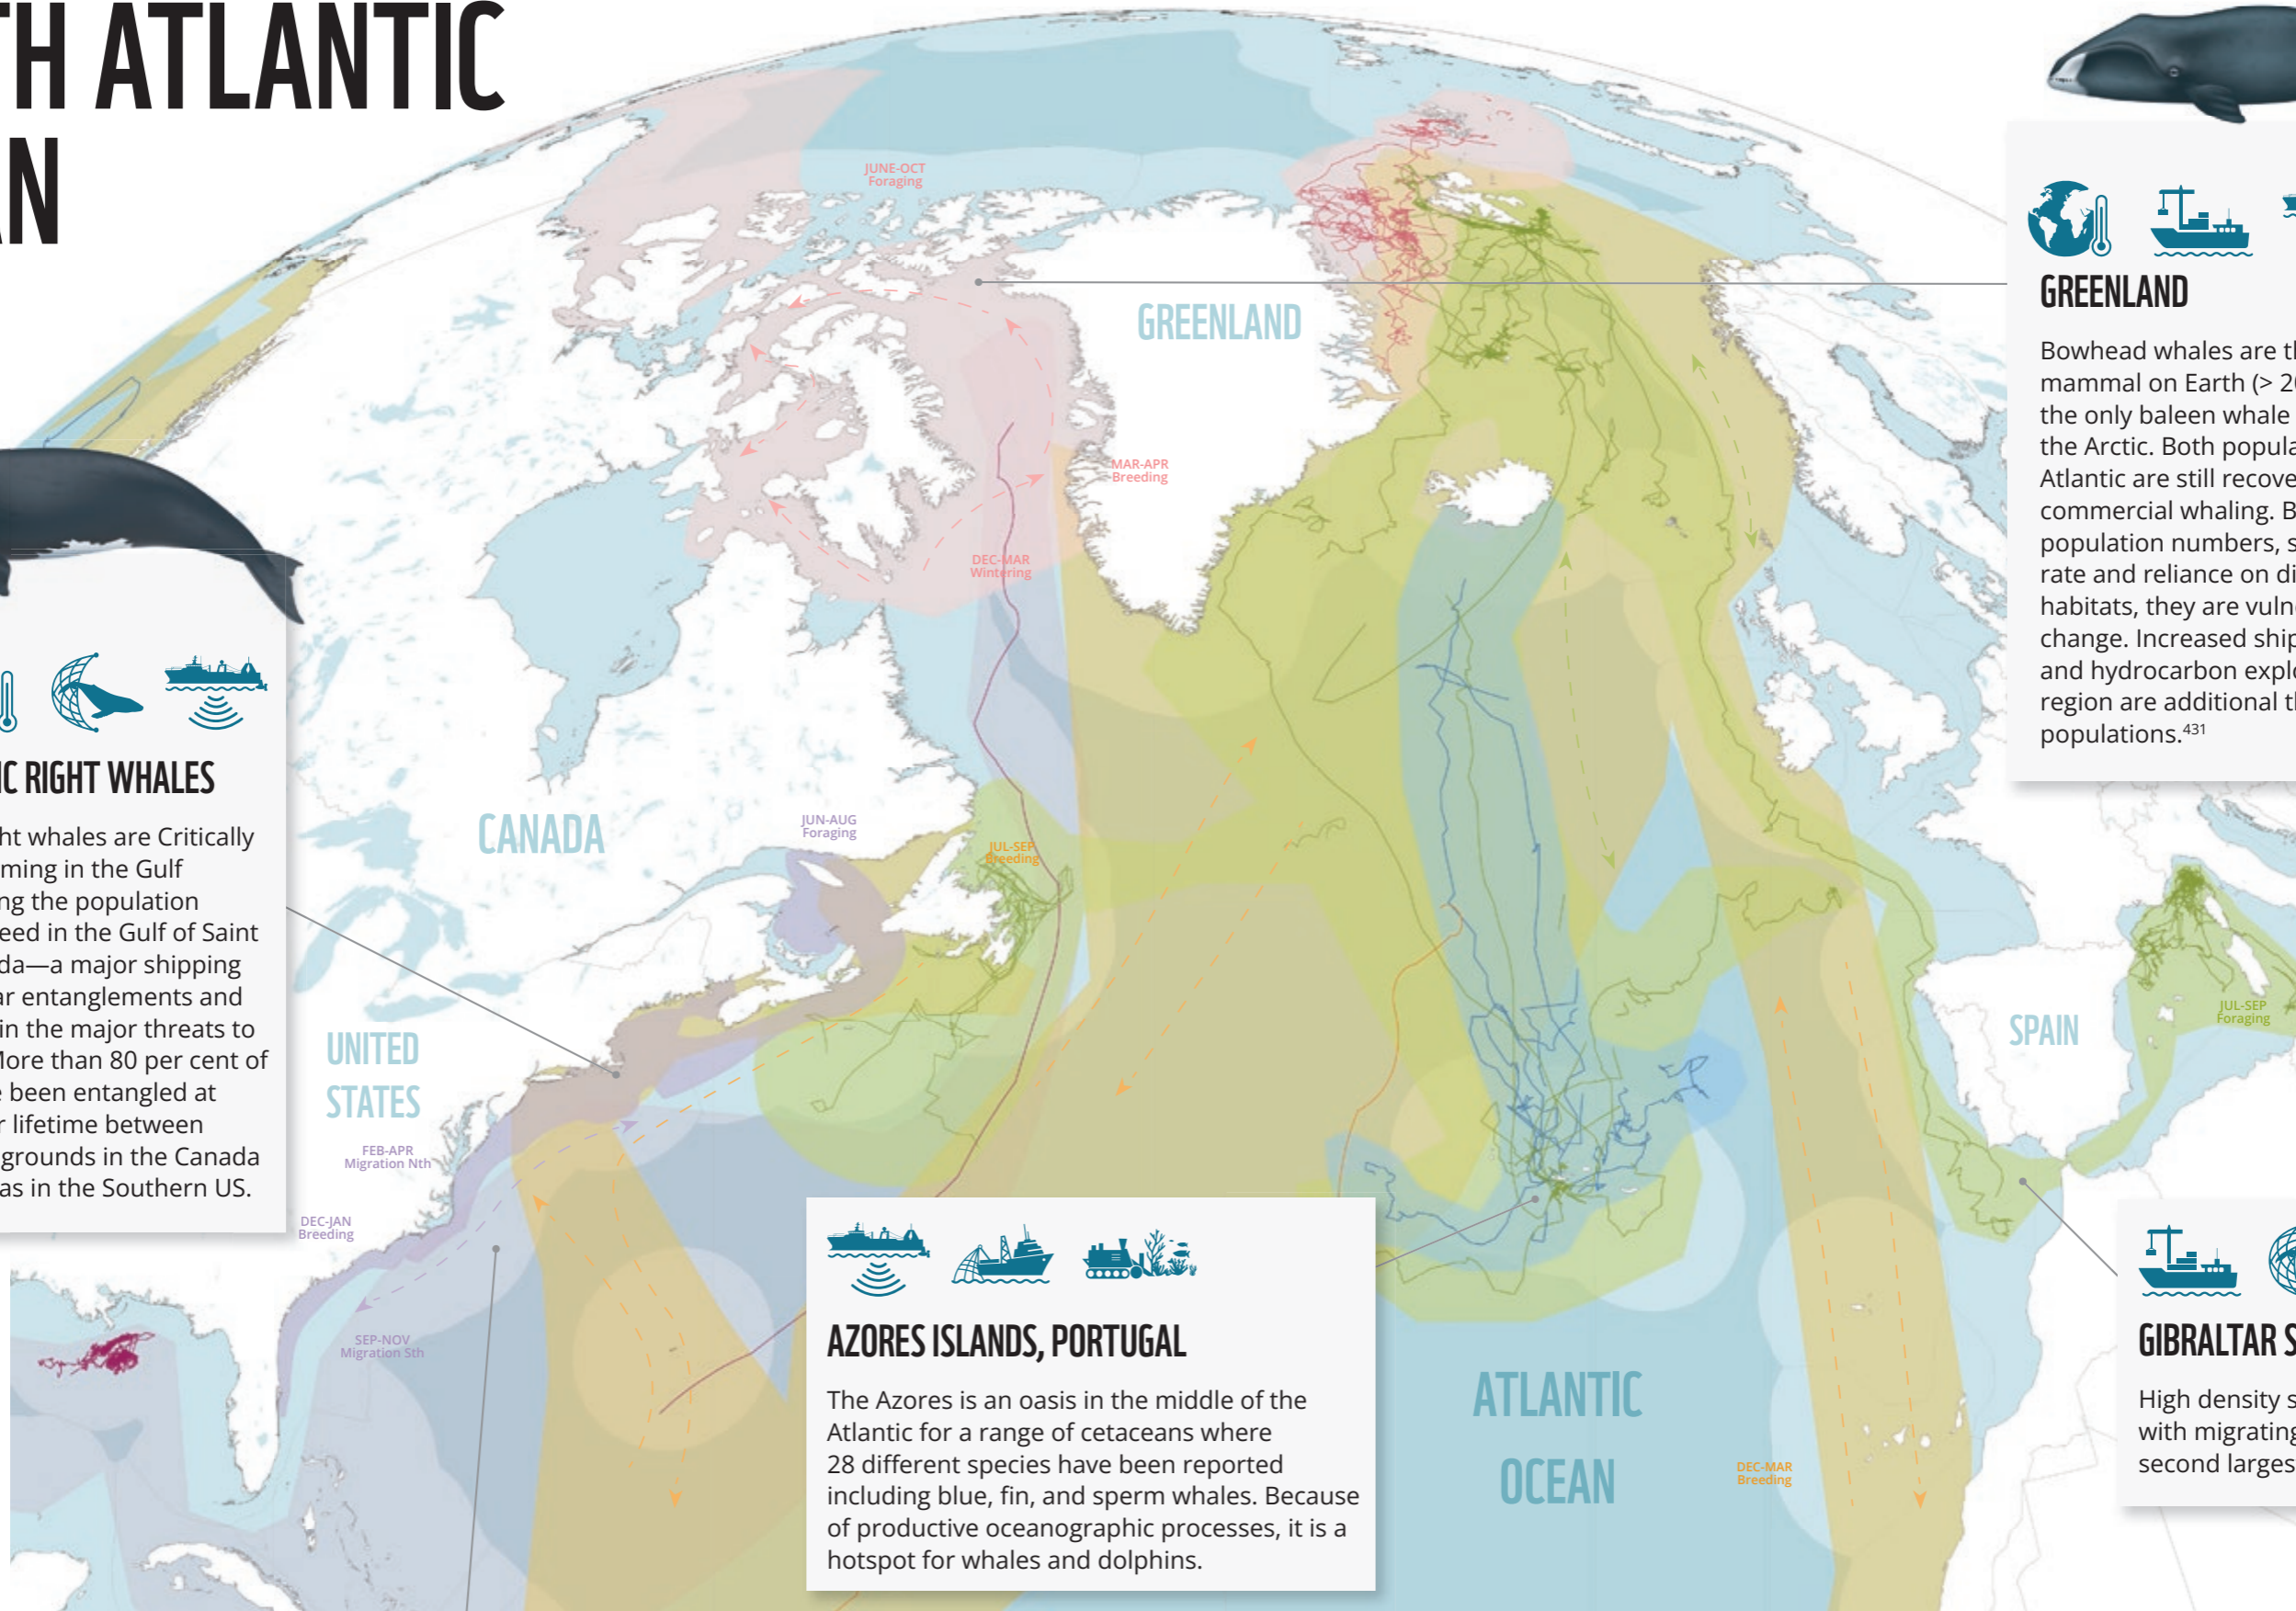 TH ATLANTIC
AN
JUNE-OCT
Foraging
GREENLAND
MAR-APR
Breeding
DEC-MAR
Wintering
CANADA
JUN-AUG
Foraging
JUL-SEP
Breeding
UNITED
STATES
FEB-APR
Migration Nth
DEC-JAN
Breeding
SEP-NOV
Migration Sth
SPAIN
JUL-SEP
Foraging
ATLANTIC
OCEAN
DEC-MAR
Breeding
IC RIGHT WHALES
ht whales are Critically
ming in the Gulf
ng the population
eed in the Gulf of Saint
da—a major shipping
ar entanglements and
in the major threats to
More than 80 per cent of
e been entangled at
r lifetime between
grounds in the Canada
as in the Southern US.
GREENLAND
Bowhead whales are th
mammal on Earth (> 20
the only baleen whale
the Arctic. Both popula
Atlantic are still recove
commercial whaling. B
population numbers, s
rate and reliance on di
habitats, they are vuln
change. Increased ship
and hydrocarbon explo
region are additional th
populations.431
AZORES ISLANDS, PORTUGAL
The Azores is an oasis in the middle of the
Atlantic for a range of cetaceans where
28 different species have been reported
including blue, fin, and sperm whales. Because
of productive oceanographic processes, it is a
hotspot for whales and dolphins.
GIBRALTAR S
High density s
with migrating
second larges